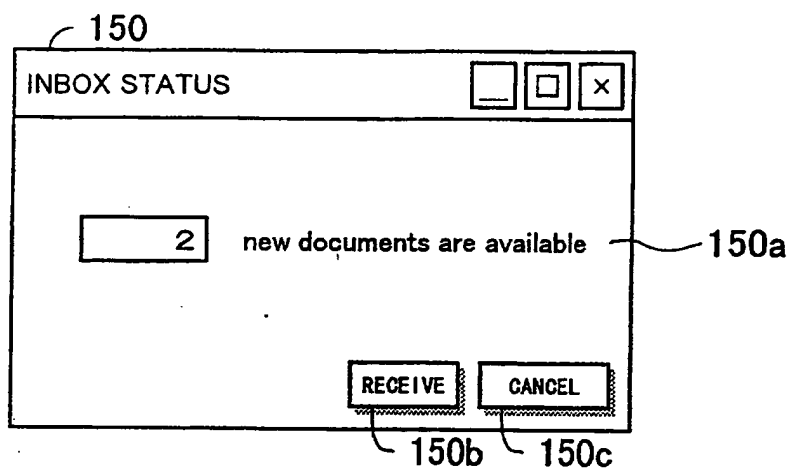 150
INBOX STATUS
2 new documents are available 150a
RECEIVE CANCEL
150b 150c